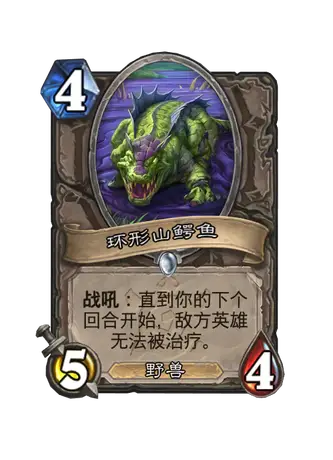 4
环形山鳄鱼
战吼：直到你的下个
回合开始，敌方英雄
无法被治疗。
5
野兽
4